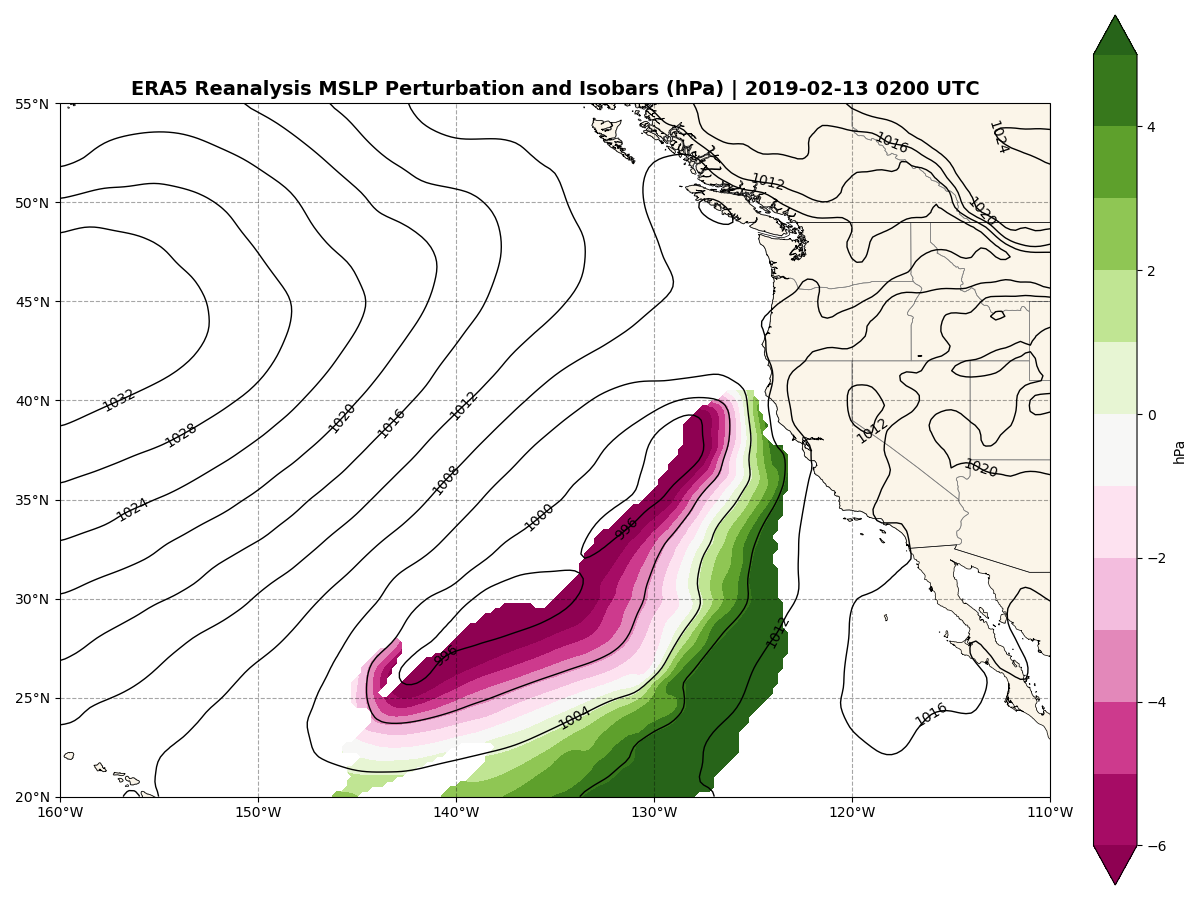 ERA5 Reanalysis MSLP Perturbation and Isobars (hPa) | 2019-02-13 0200 UTC
55°N
50°N
45°N
40°N
35°N
30°N
25°N
20°N
160°W
150°W
140°W
130°W
120°W
110°W
1032
1028
1024
1020
1016
1012
1008
1000
996
996
1004
1012
1016
1012
1020
1012
1016
1020
1024
4
2
0
−2
−4
−6
hPa